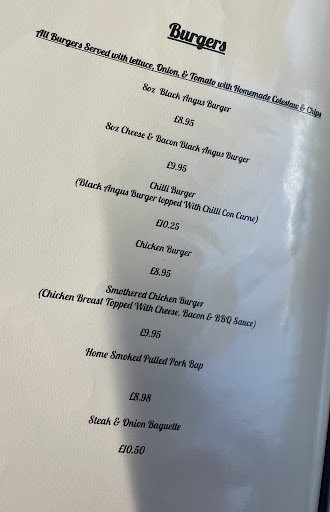 Burgers
All Burgers Served with lettuce, Onion, & Tomato with Homemade Coleslaw & Chips
8oz Black Angus Burger
£8.95
8oz Cheese & Bacon Black Angus Burger
£9.95
Chilli Burger
(Black Angus Burger topped With Chilli Con Carne)
£10.25
Chicken Burger
£8.95
Smothered Chicken Burger
(Chicken Breast Topped With Cheese, Bacon & BBQ Sauce)
£9.95
Home Smoked Pulled Pork Bap
£8.98
Steak & Onion Baguette
£10.50